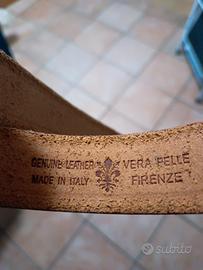 GENUINE LEATHER VERA PELLE
MADE IN ITALY FIRENZE
subito